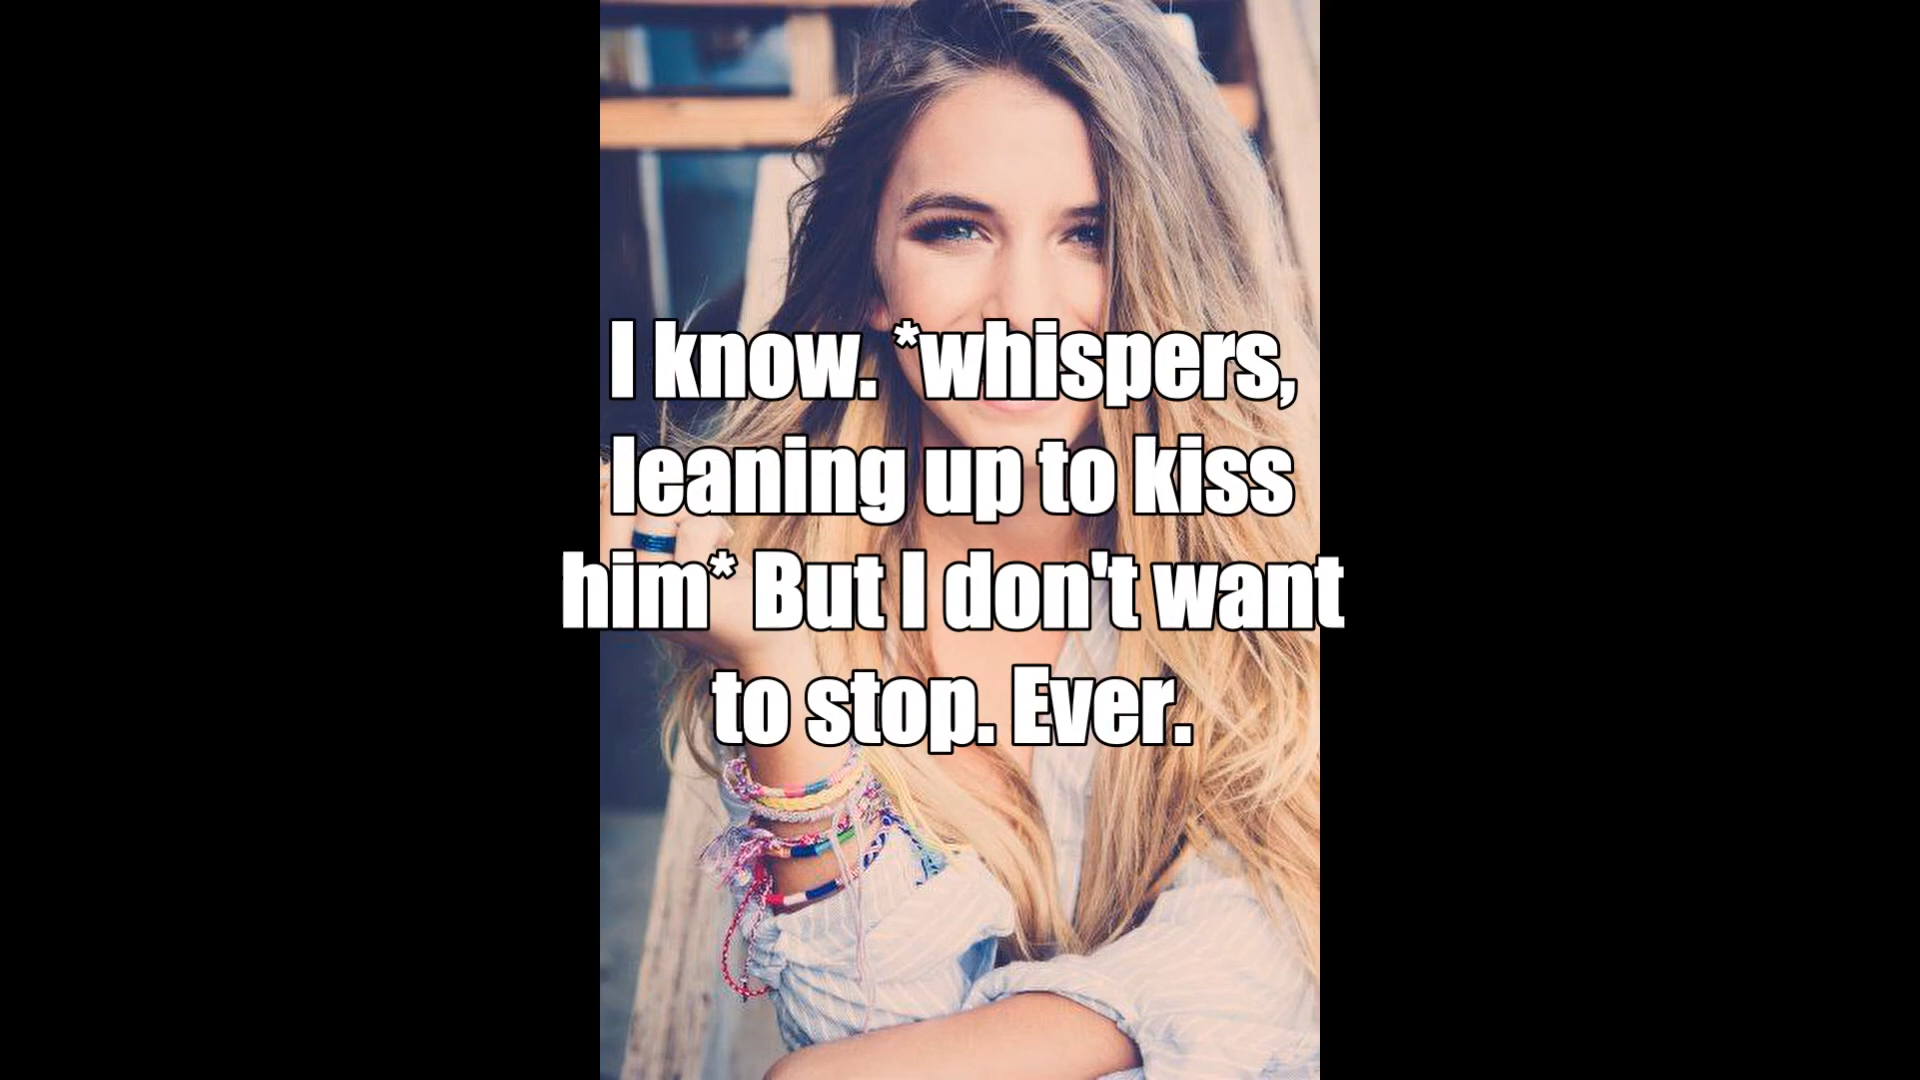 I know.  *whispers,
leaning up to kiss
him* But I don't want
to stop. Ever.